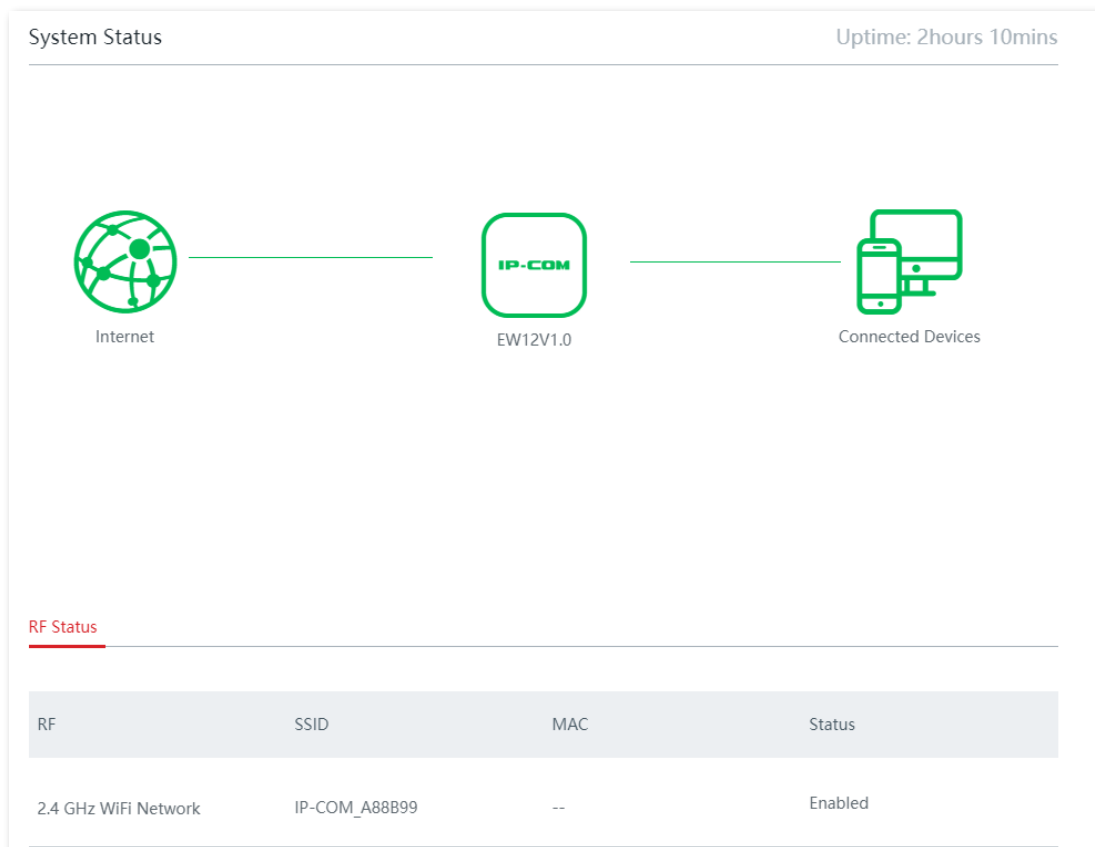 System Status Uptime: 2hours 10mins
IP-COM
Internet EW12V1.0 Connected Devices
RF Status
RF SSID MAC Status
2.4 GHz WiFi Network IP-COM_A88B99 -- Enabled